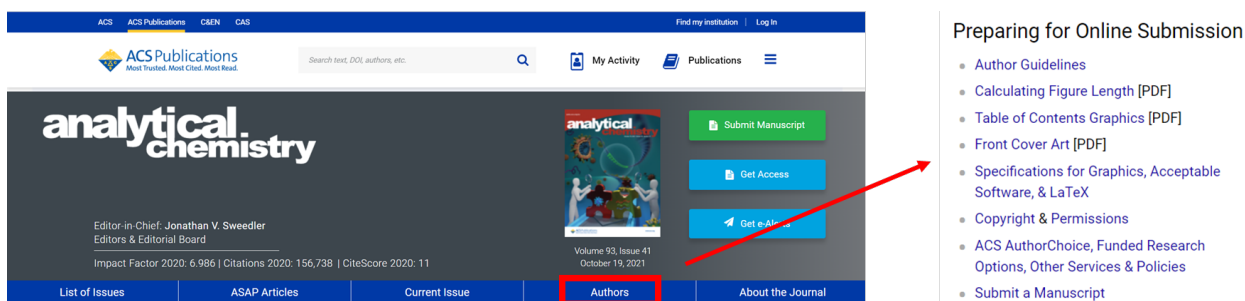 ACS ACS Publications C&EN CAS Find my institution | Log In
ACS Publications
Most Trusted. Most Cited. Most Read.
Search text, DOI, authors, etc.
My Activity
Publications
analytical
chemistry
analytical
chemistry
Submit Manuscript
Get Access
Get e-Alerts
Editor-in-Chief: Jonathan V. Sweedler
Editors & Editorial Board
Impact Factor 2020: 6.986 | Citations 2020: 156,738 | CiteScore 2020: 11
Volume 93, Issue 41
October 19, 2021
List of Issues ASAP Articles Current Issue Authors About the Journal
Preparing for Online Submission
Author Guidelines
Calculating Figure Length [PDF]
Table of Contents Graphics [PDF]
Front Cover Art [PDF]
Specifications for Graphics, Acceptable
Software, & LaTeX
Copyright & Permissions
ACS AuthorChoice, Funded Research
Options, Other Services & Policies
Submit a Manuscript